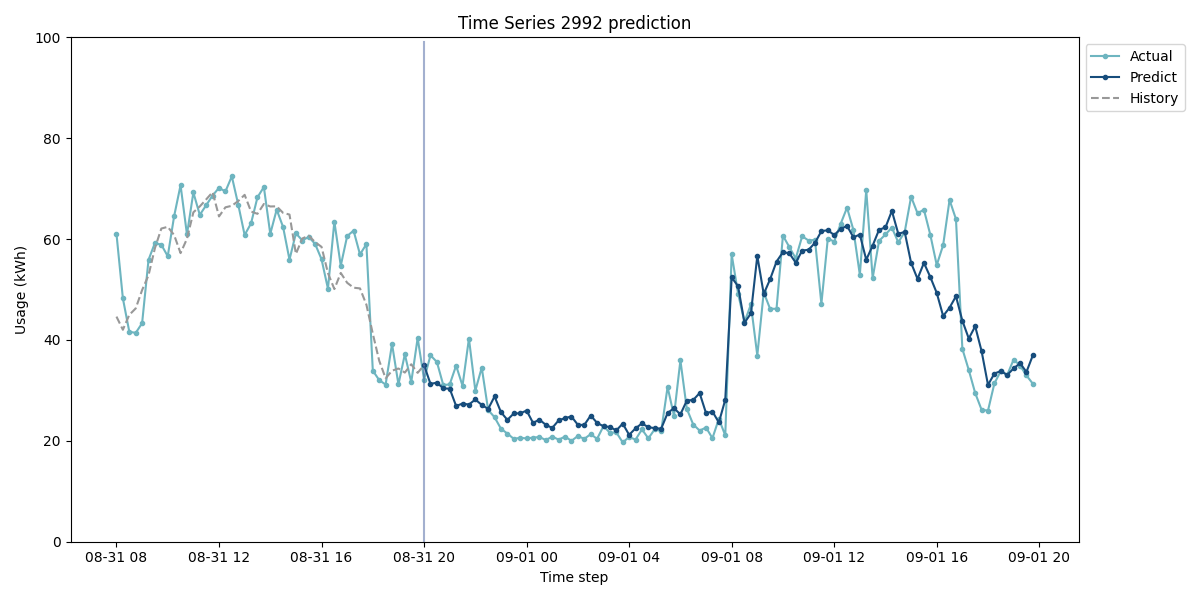 Time Series 2992 prediction
Usage (kWh)
100
80
60
40
20
0
08-31 08
08-31 12
08-31 16
08-31 20
09-01 00
09-01 04
09-01 08
09-01 12
09-01 16
09-01 20
Time step
Actual
Predict
History